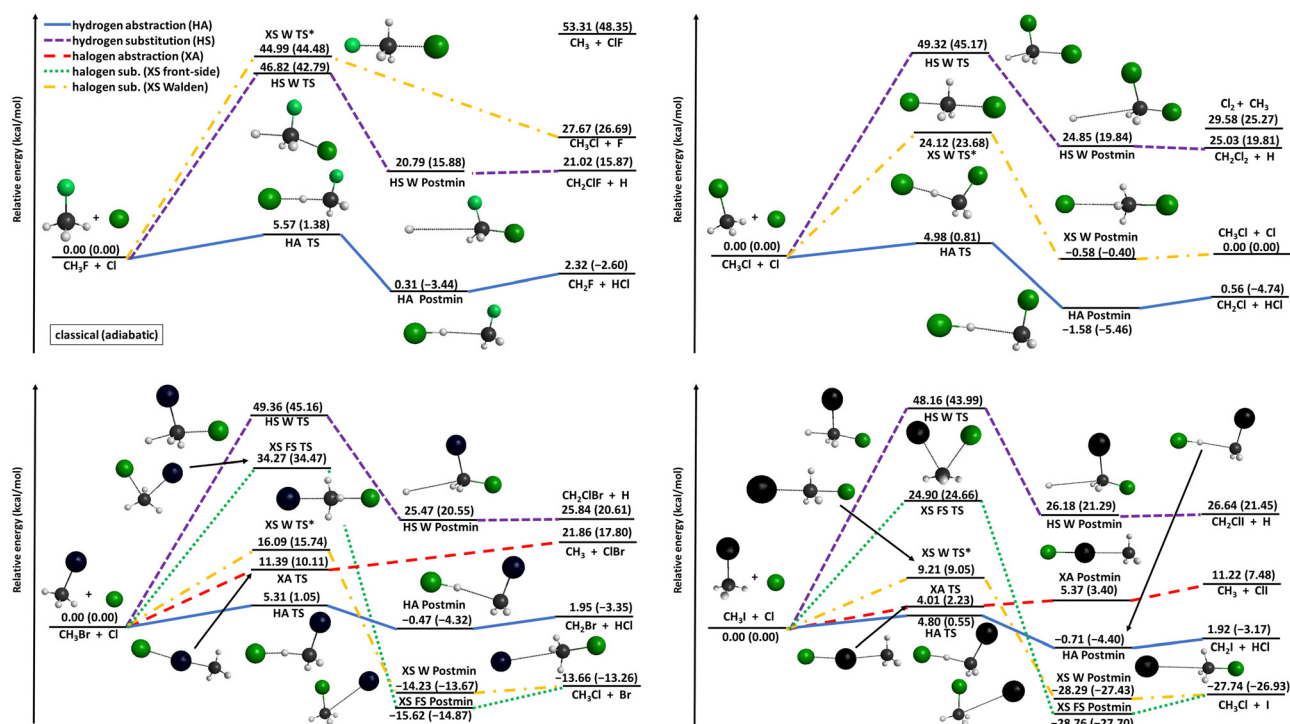 hydrogen abstraction (HA)
hydrogen substitution (HS)
halogen abstraction (XA)
halogen sub. (XS front-side)
halogen sub. (XS Walden)
Relative energy (kcal/mol)
XS W TS*
44.99 (44.48)
46.82 (42.79)
HS W TS
53.31 (48.35)
CH₃ + ClF
27.67 (26.69)
CH₃Cl + F
20.79 (15.88)
HS W Postmin
21.02 (15.87)
CH₂ClF + H
+
0.00 (0.00)
CH₃F + Cl
5.57 (1.38)
HA TS
0.31 (−3.44)
HA Postmin
2.32 (−2.60)
CH₂F + HCl
classical (adiabatic)
Relative energy (kcal/mol)
49.32 (45.17)
HS W TS
24.12 (23.68)
XS W TS*
24.85 (19.84)
HS W Postmin
Cl₂ + CH₃
29.58 (25.27)
25.03 (19.81)
CH₂Cl₂ + H
+
0.00 (0.00)
CH₃Cl + Cl
4.98 (0.81)
HA TS
XS W Postmin
−0.58 (−0.40)
CH₃Cl + Cl
0.00 (0.00)
HA Postmin
−1.58 (−5.46)
0.56 (−4.74)
CH₂Cl + HCl
Relative energy (kcal/mol)
49.36 (45.16)
HS W TS
XS FS TS
34.27 (34.47)
XS W TS*
16.09 (15.74)
11.39 (10.11)
XA TS
5.31 (1.05)
HA TS
25.47 (20.55)
HS W Postmin
CH₂ClBr + H
25.84 (20.61)
21.86 (17.80)
CH₃ + ClBr
+
0.00 (0.00)
CH₃Br + Cl
HA Postmin
−0.47 (−4.32)
1.95 (−3.35)
CH₂Br + HCl
XS W Postmin
−14.23 (−13.67)
XS FS Postmin
−15.62 (−14.87)
−13.66 (−13.26)
CH₃Cl + Br
Relative energy (kcal/mol)
48.16 (43.99)
HS W TS
24.90 (24.66)
XS FS TS
XS W TS*
9.21 (9.05)
XA TS
4.01 (2.23)
4.80 (0.55)
HA TS
26.18 (21.29)
HS W Postmin
26.64 (21.45)
CH₂ClI + H
XA Postmin
5.37 (3.40)
11.22 (7.48)
CH₃ + ClI
+
CH₃I + Cl
0.00 (0.00)
−0.71 (−4.40)
HA Postmin
1.92 (−3.17)
CH₂I + HCl
XS W Postmin
−28.29 (−27.43)
XS FS Postmin
−28.76 (−27.70)
−27.74 (−26.93)
CH₃Cl + I